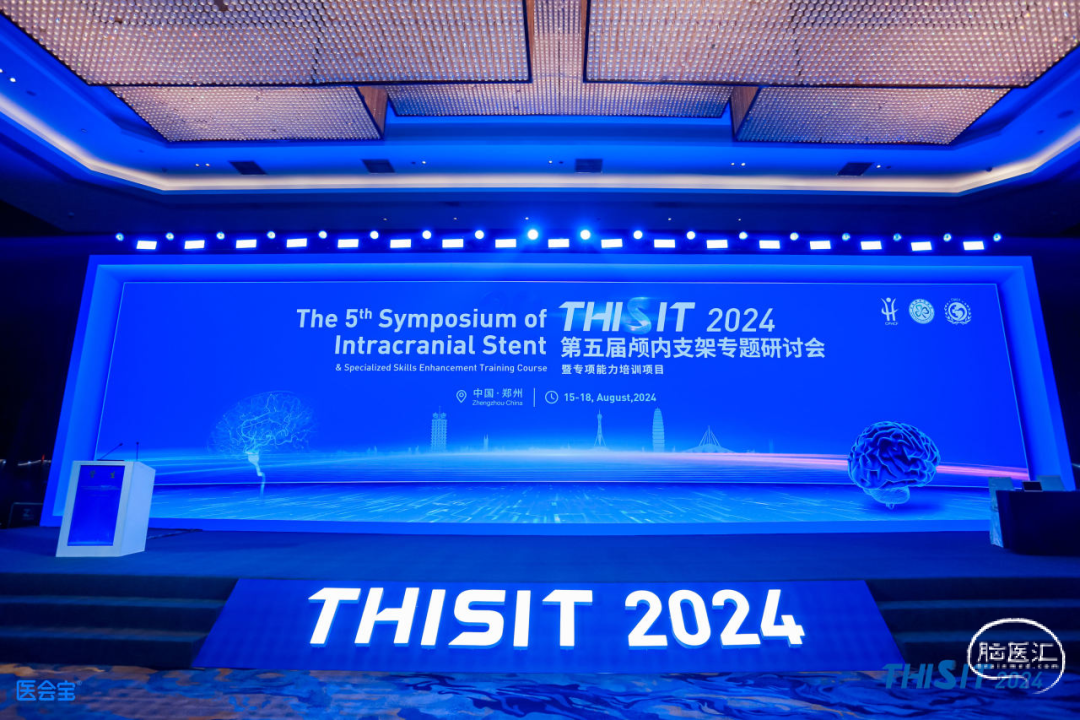 The 5th Symposium of THISIT 2024
Intracranial Stent 第五届颅内支架专题研讨会
& Specialized Skills Enhancement Training Course 暨专项能力培训项目
中国·郑州
Zhengzhou China
15-18, August,2024
THISIT 2024
脑医汇
brainmed.com
THISIT 2024
医会宝